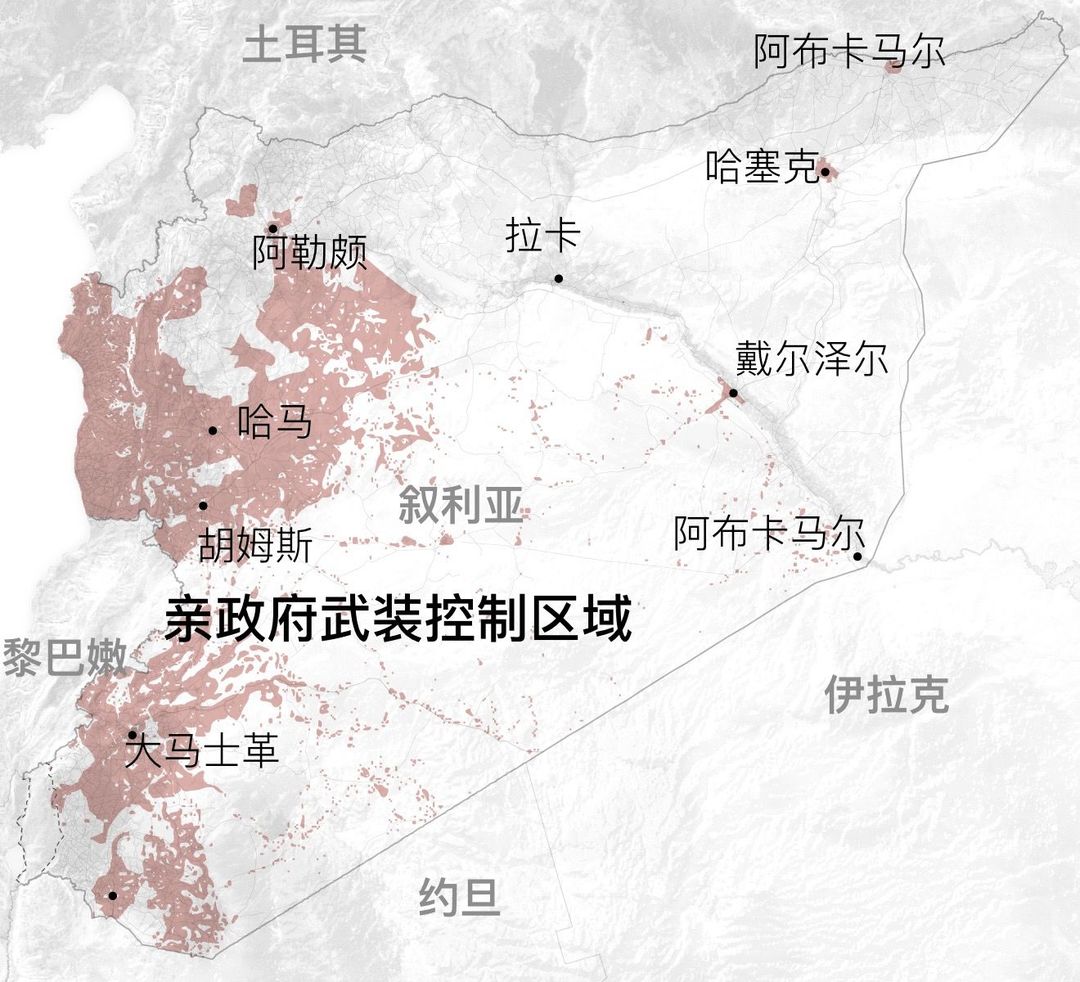 土耳其
阿布卡马尔
哈塞克
拉卡
阿勒颇
戴尔泽尔
哈马
叙利亚
阿布卡马尔
胡姆斯
亲政府武装控制区域
黎巴嫩
伊拉克
大马士革
约旦